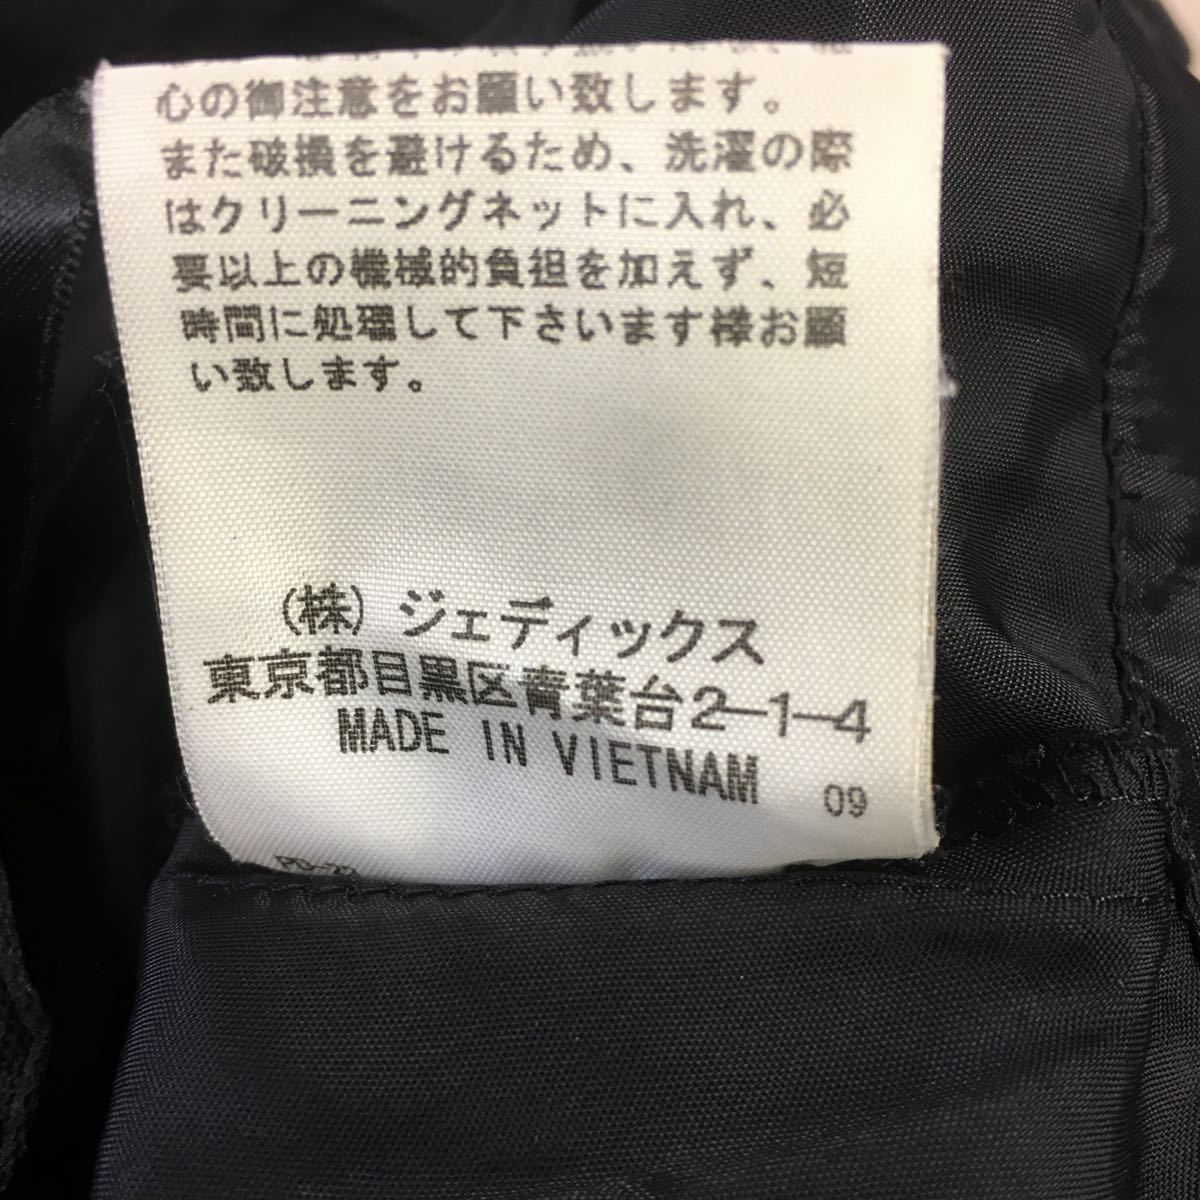 心の御注意をお願い致します。
また破損を避けるため、洗濯の際
はクリーニングネットに入れ、必
要以上の機械的負担を加えず、短
時間に処理して下さいます様お願
い致します。
(株)ジェディックス
東京都目黒区青葉台2-1-4
MADE IN VIETNAM
09